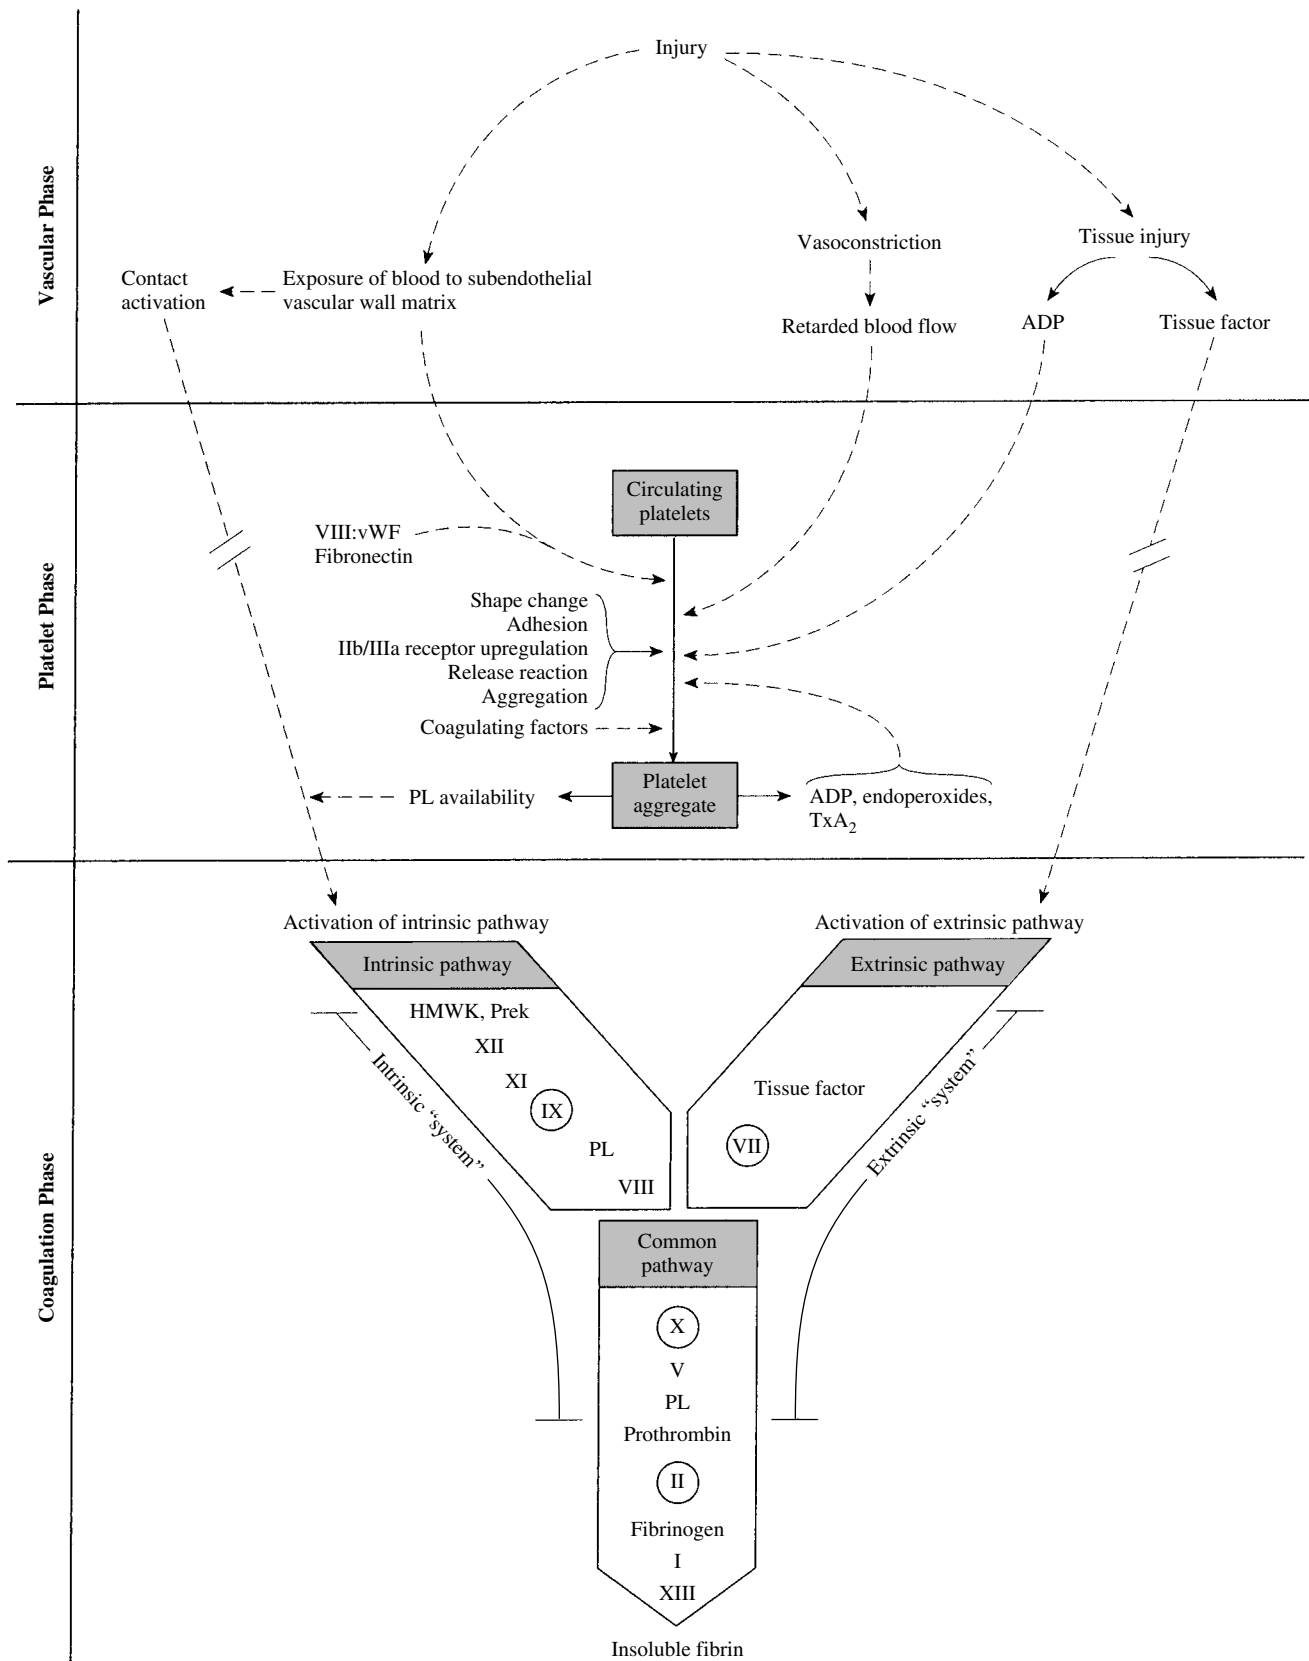 Vascular Phase
Injury
Vasoconstriction
Tissue injury
Contact
activation
Exposure of blood to subendothelial
vascular wall matrix
Retarded blood flow
ADP
Tissue factor
Platelet Phase
Circulating
platelets
VIII:vWF
Fibronectin
Shape change
Adhesion
IIb/IIIa receptor upregulation
Release reaction
Aggregation
Coagulating factors
PL availability
Platelet
aggregate
ADP, endoperoxides,
TxA₂
Coagulation Phase
Activation of intrinsic pathway
Intrinsic pathway
HMWK, Prek
XII
XI
IX
PL
VIII
Intrinsic “system”
Activation of extrinsic pathway
Extrinsic pathway
Tissue factor
VII
Extrinsic “system”
Common
pathway
X
V
PL
Prothrombin
II
Fibrinogen
I
XIII
Insoluble fibrin